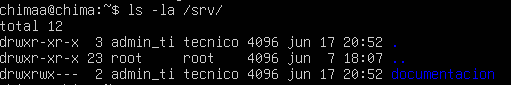 chimaa@chima:~$ ls -la /srv/
total 12
drwxr-xr-x  3 admin_ti tecnico 4096 jun 17 20:52 .
drwxr-xr-x 23 root     root    4096 jun  7 18:07 ..
drwxrwx---  2 admin_ti tecnico 4096 jun 17 20:52 documentacion